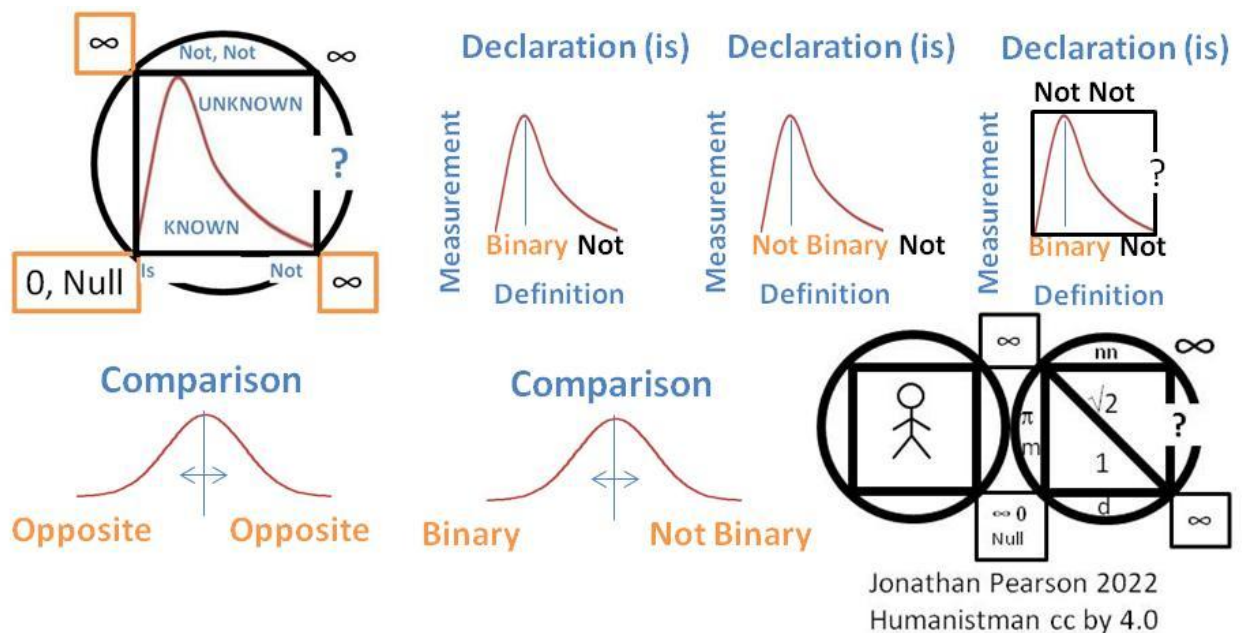 ∞
Not, Not
∞
UNKNOWN
?
KNOWN
0, Null
Is
Not
∞
Declaration (is)
Measurement
Binary Not
Definition
Declaration (is)
Measurement
Not Binary Not
Definition
Declaration (is)
Not Not
Measurement
?
Binary Not
Definition
Comparison
Opposite
Opposite
Comparison
Binary
Not Binary
∞
nn
∞
π
m
√2
?
1
∞ 0
Null
d
∞
Jonathan Pearson 2022
Humanistman cc by 4.0